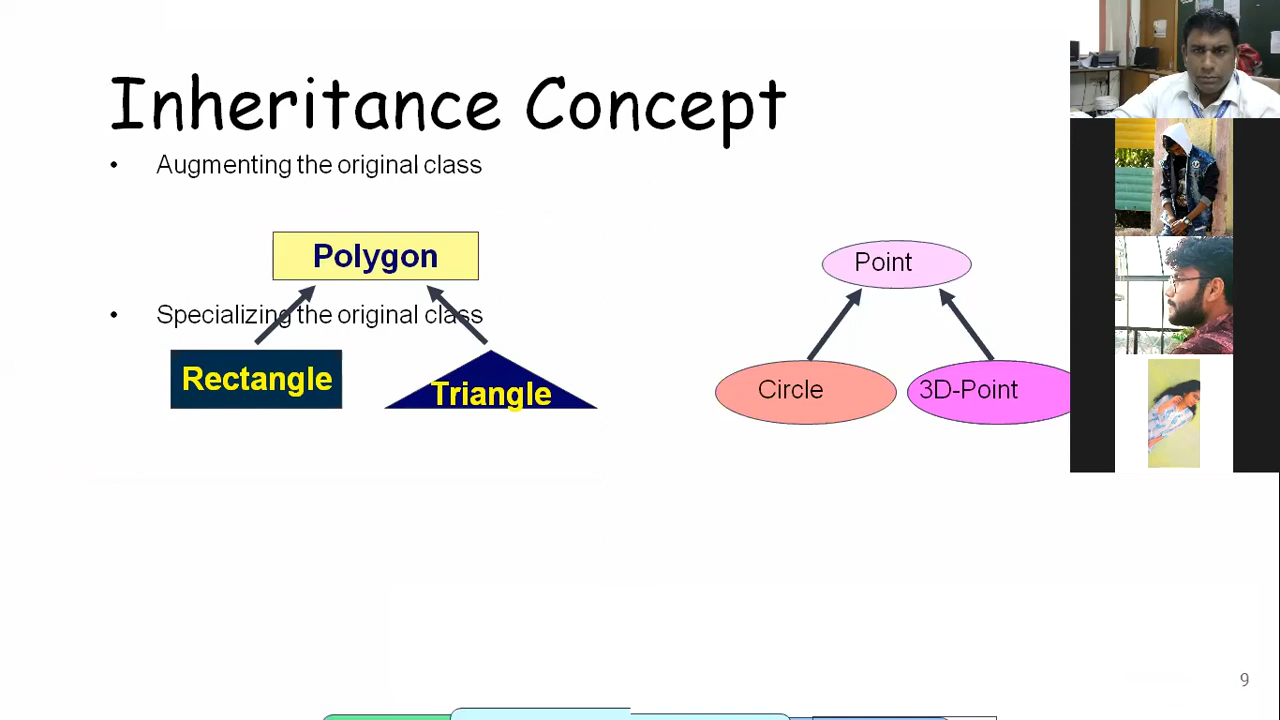 Inheritance Concept
• Augmenting the original class
Polygon
Point
• Specializing the original class
Rectangle
Triangle
Circle
3D-Point
9